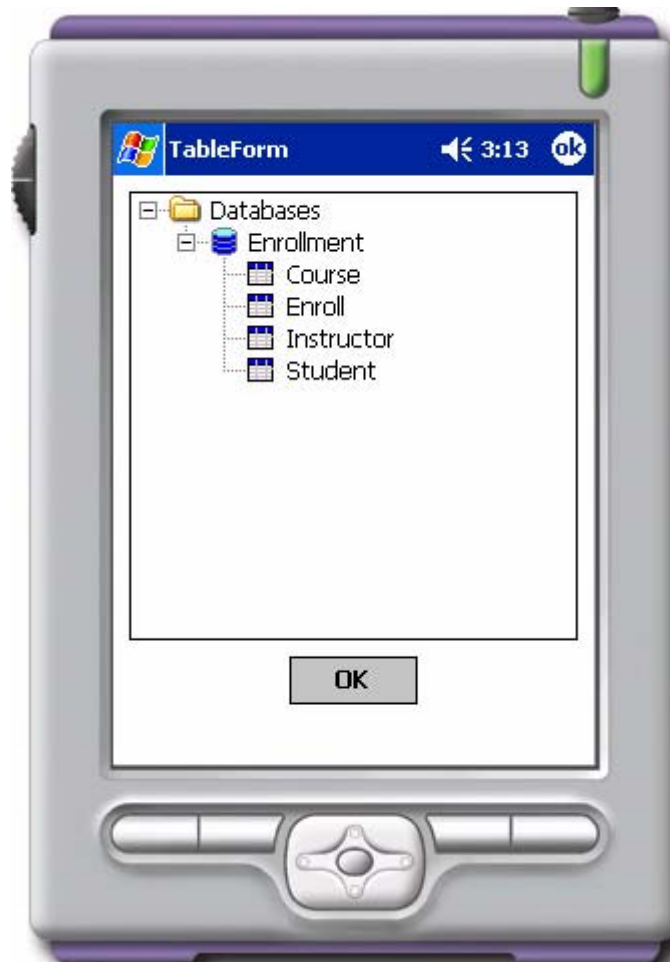 TableForm 3:13 ok
Databases
Enrollment
Course
Enroll
Instructor
Student
OK